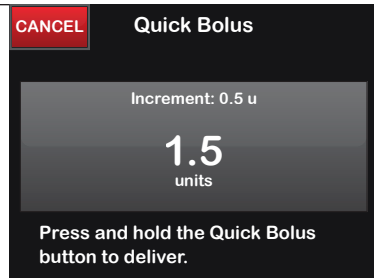 CANCEL
Quick Bolus
Increment: 0.5 u
1.5
units
Press and hold the Quick Bolus
button to deliver.